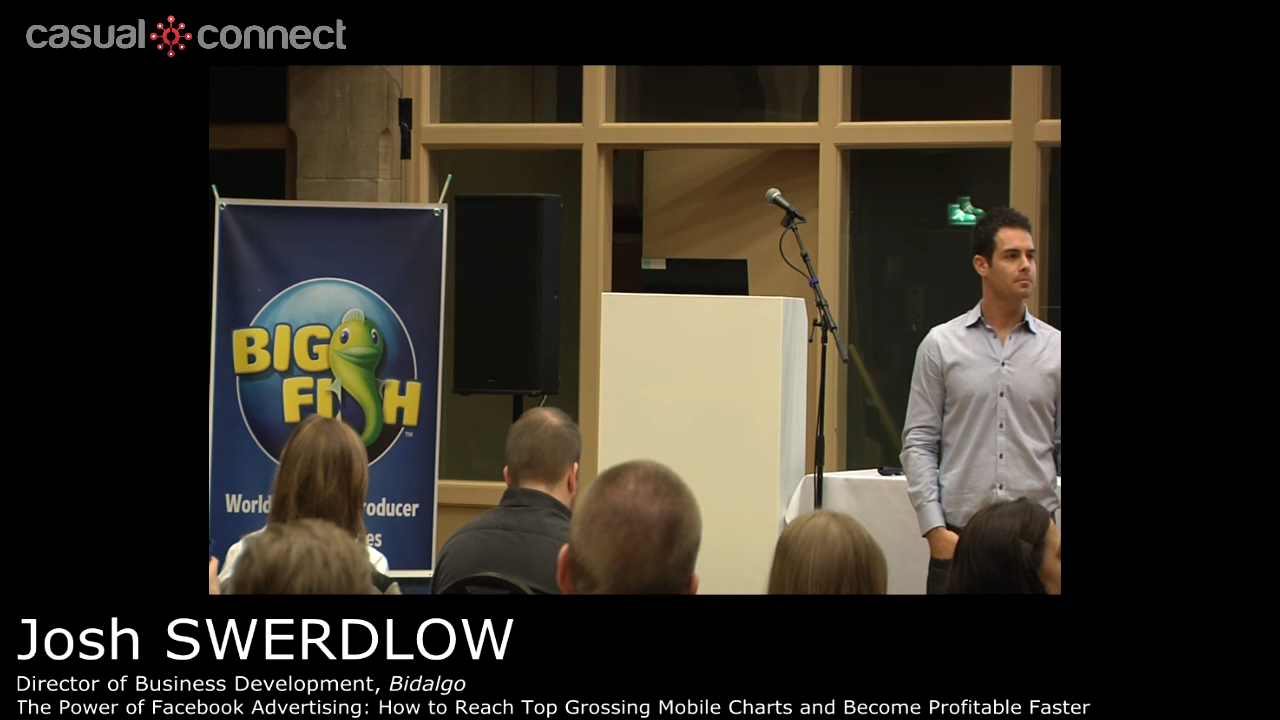 casual connect
BIG
FISH
™
World
roducer
es
Josh SWERDLOW
Director of Business Development, Bidalgo
The Power of Facebook Advertising: How to Reach Top Grossing Mobile Charts and Become Profitable Faster